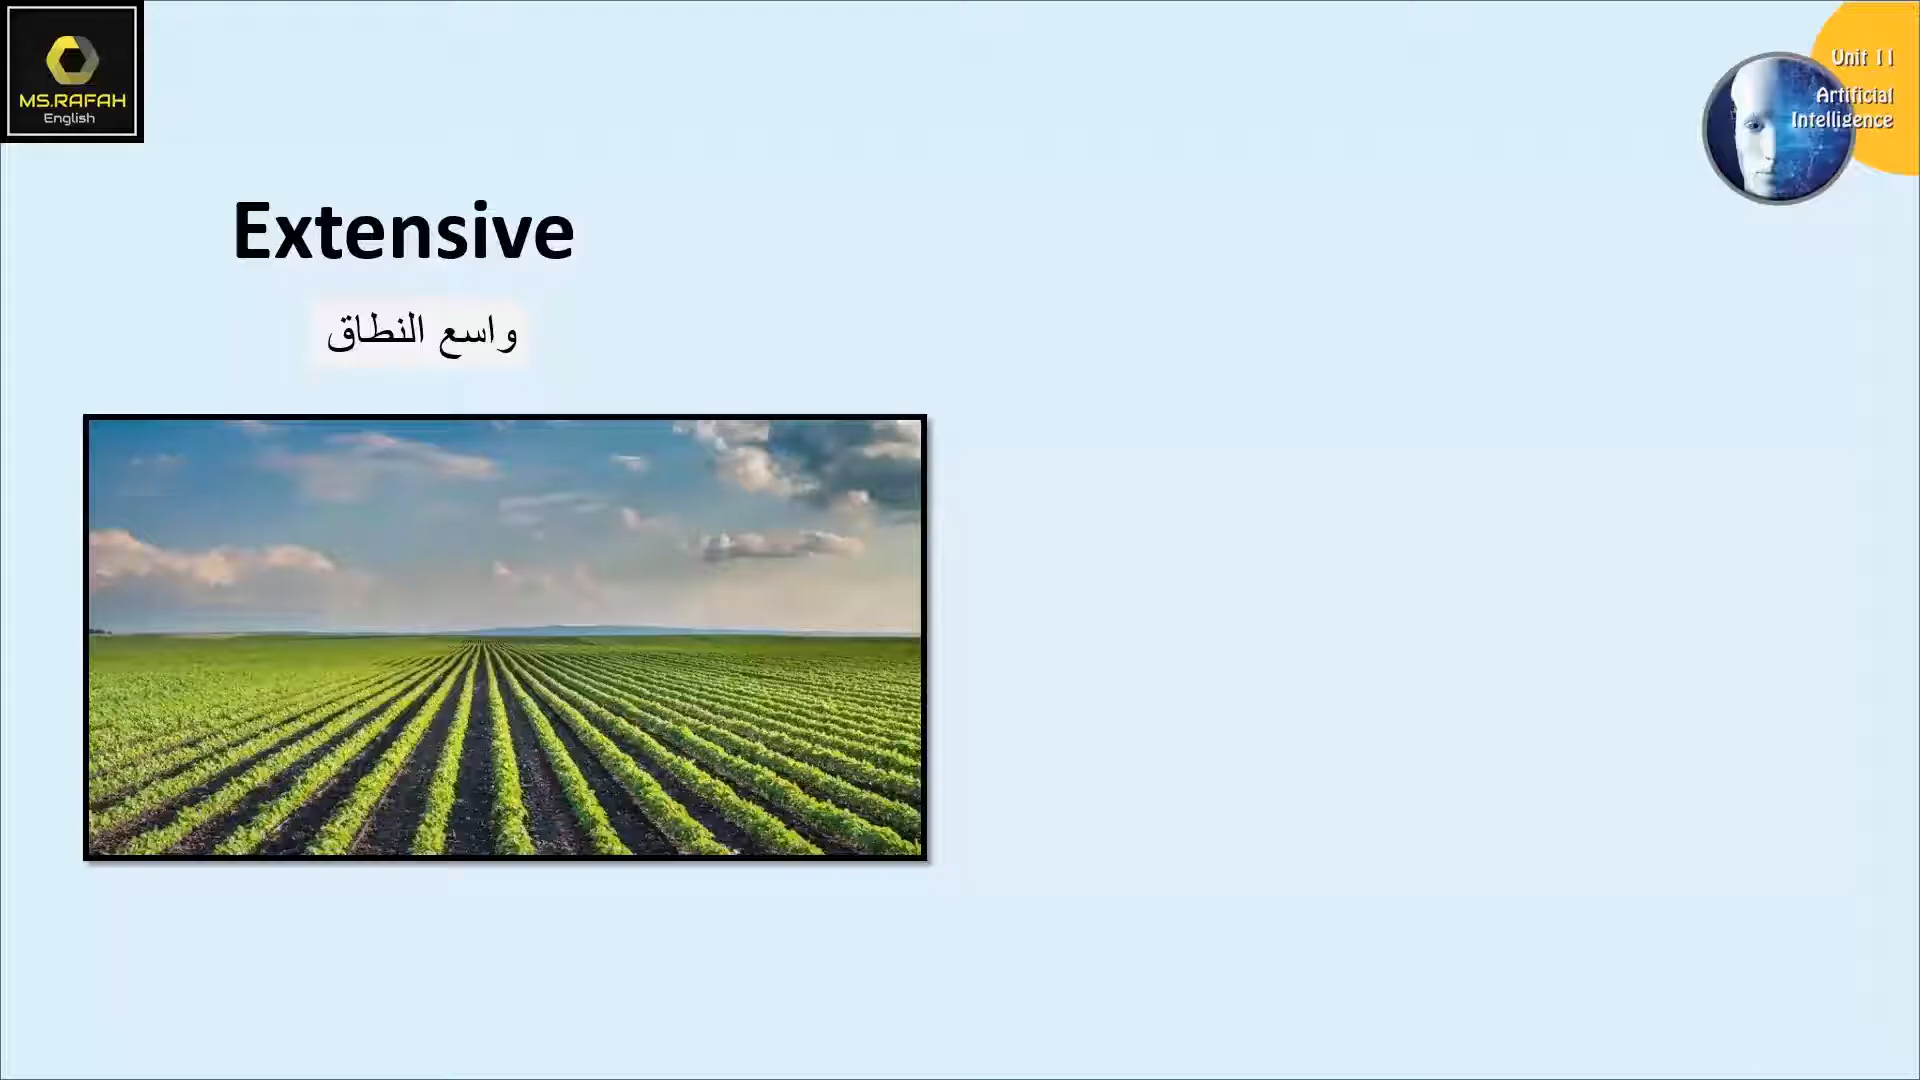 MS.RAFAH
English
Unit 11
Artificial
Intelligence
Extensive
واسع النطاق